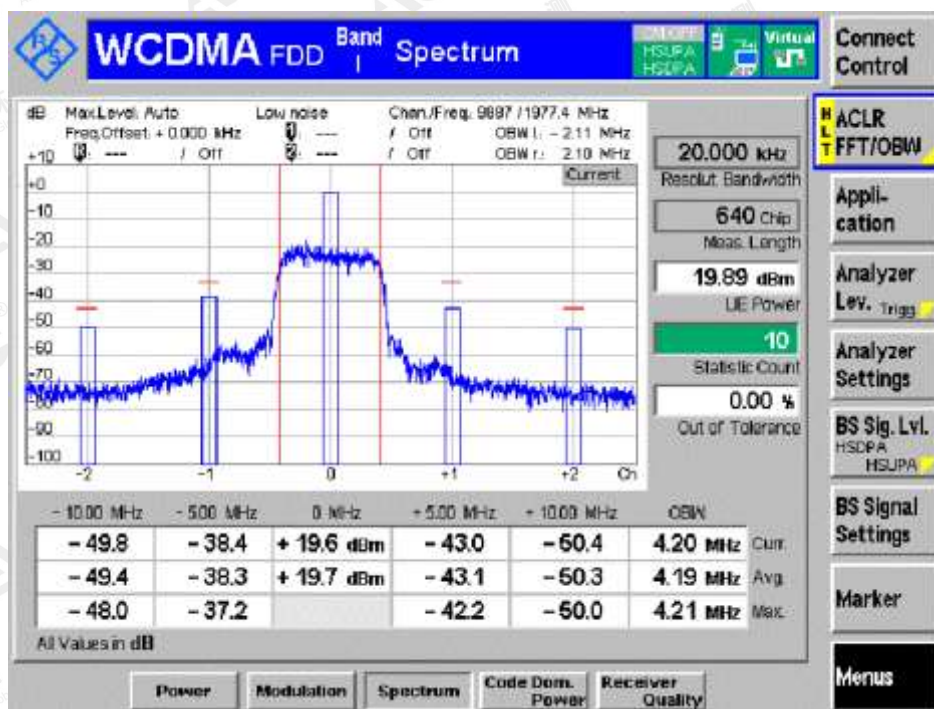 WCDMA FDD Band I Spectrum
HSUPA
HSDPA
Virtual
Connect Control
dB Max.Level: Auto Low noise Chan./Freq. 9887 / 1977.4 MHz
Freq.Offset: + 0.000 kHz --- / Off OBW l.: - 2.11 MHz
--- / Off --- / Off OBW r.: 2.10 MHz
Current
+10
+0
-10
-20
-30
-40
-50
-60
-70
-80
-90
-100
-2 -1 0 +1 +2 Ch
20.000 kHz
Resolut. Bandwidth
640 Chip
Meas. Length
19.89 dBm
UE Power
10
Statistic Count
0.00 %
Out of Tolerance
- 10.00 MHz - 5.00 MHz 0 MHz + 5.00 MHz + 10.00 MHz OBW
- 49.8 - 38.4 + 19.6 dBm - 43.0 - 50.4 4.20 MHz Curr.
- 49.4 - 38.3 + 19.7 dBm - 43.1 - 50.3 4.19 MHz Avg.
- 48.0 - 37.2 - 42.2 - 50.0 4.21 MHz Max.
All Values in dB
HLT
ACLR
FFT/OBW
Appli-
cation
Analyzer
Lev. Trigg.
Analyzer
Settings
BS Sig. Lvl.
HSDPA
HSUPA
BS Signal
Settings
Marker
Menus
Power Modulation Spectrum Code Dom. Power Receiver Quality